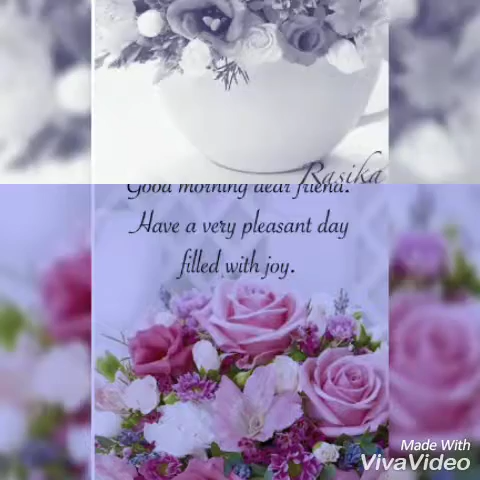 Rasika
Good morning dear friend.
Have a very pleasant day
filled with joy.
Made With
VivaVideo